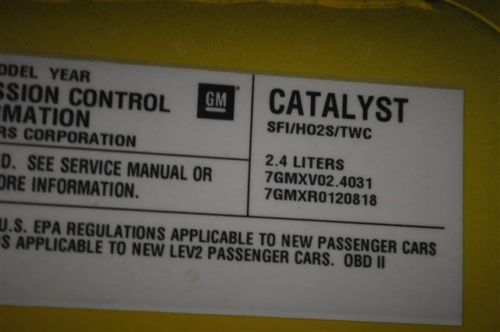 ODEL YEAR
SSION CONTROL
RMATION
RS CORPORATION
GM
CATALYST
SFI/HO2S/TWC
D. SEE SERVICE MANUAL OR
ORE INFORMATION.
2.4 LITERS
7GMXV02.4031
7GMXR0120818
U.S. EPA REGULATIONS APPLICABLE TO NEW PASSENGER CARS
S APPLICABLE TO NEW LEV2 PASSENGER CARS. OBD II